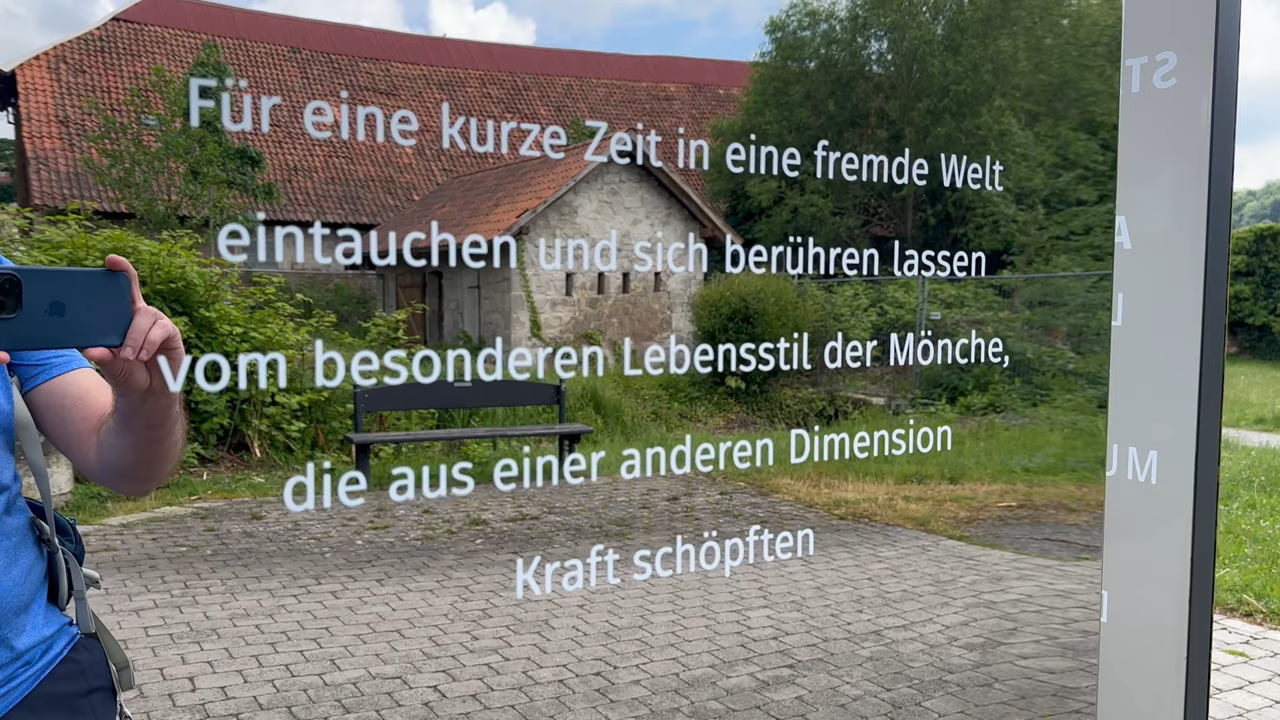 Für eine kurze Zeit in eine fremde Welt
eintauchen und sich berühren lassen
vom besonderen Lebensstil der Mönche,
die aus einer anderen Dimension
Kraft schöpften